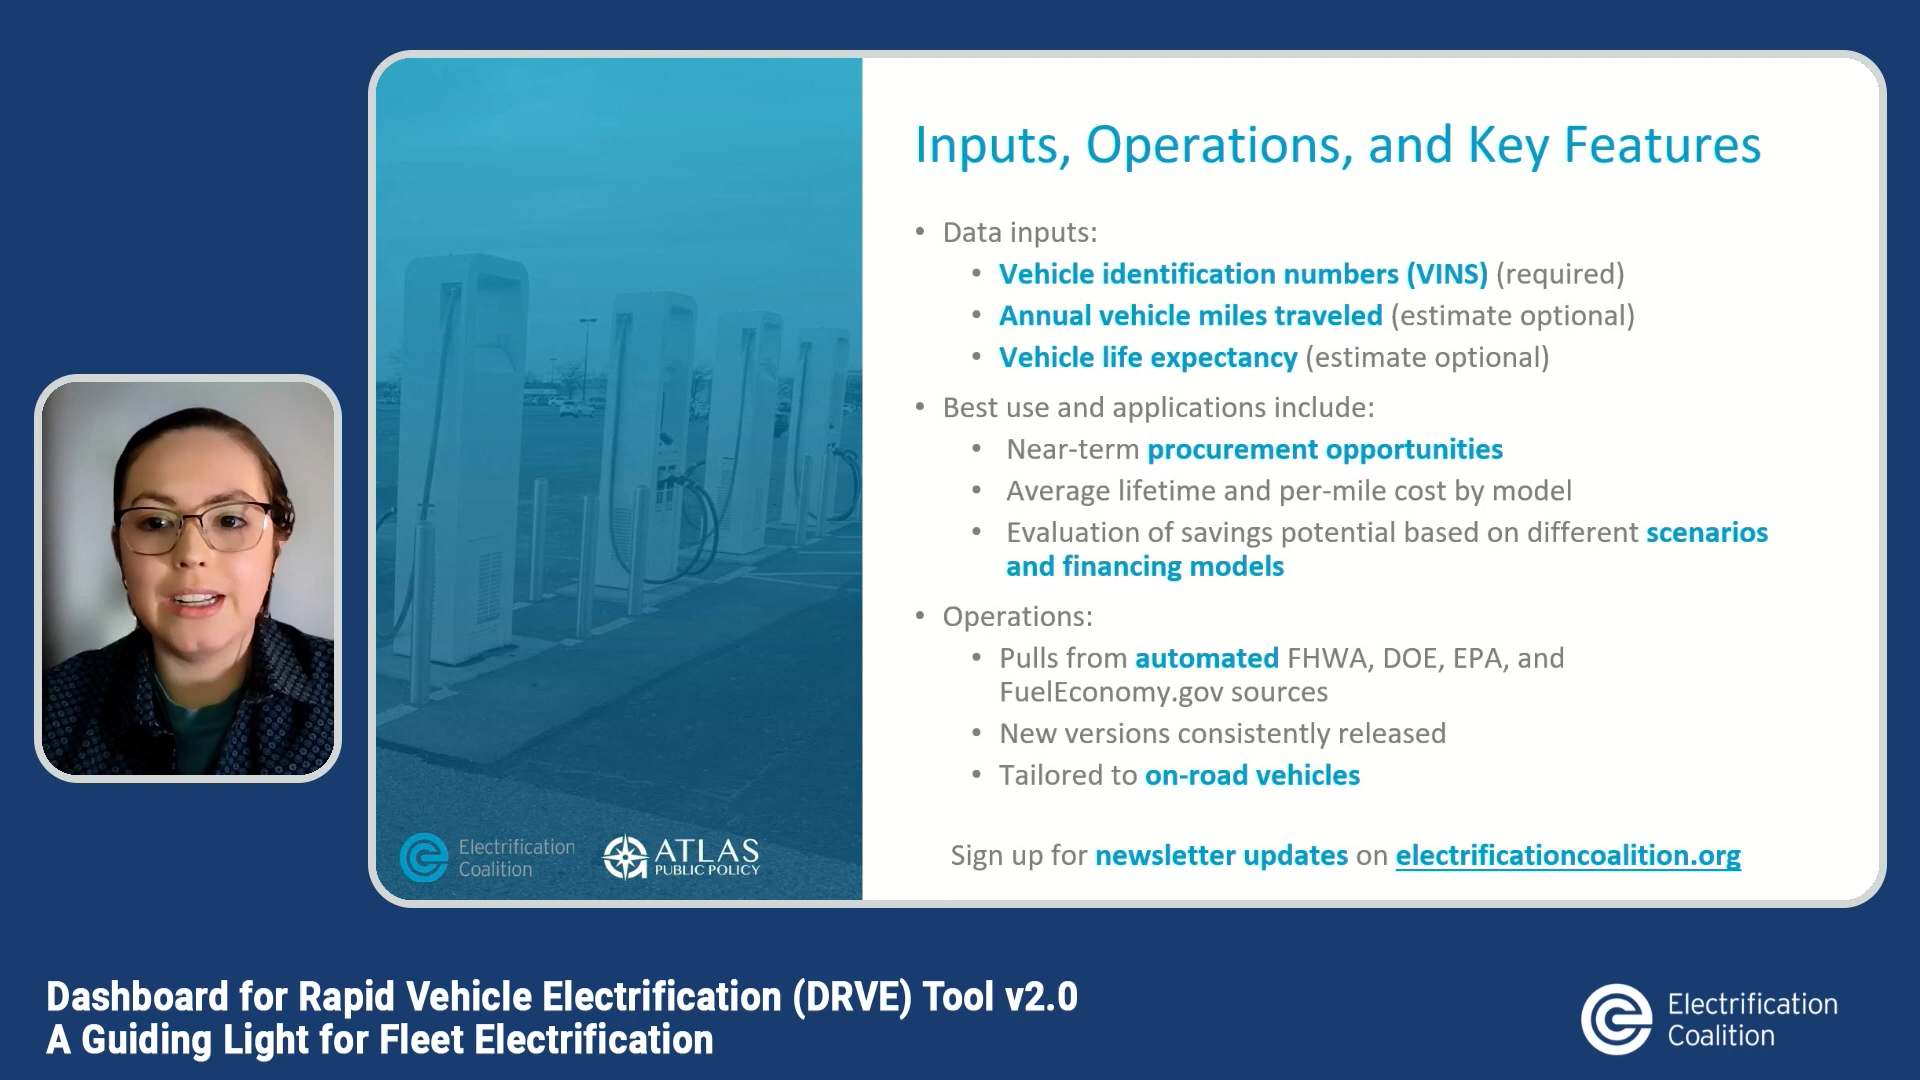 Inputs, Operations, and Key Features
• Data inputs:
• Vehicle identification numbers (VINS) (required)
• Annual vehicle miles traveled (estimate optional)
• Vehicle life expectancy (estimate optional)
• Best use and applications include:
• Near-term procurement opportunities
• Average lifetime and per-mile cost by model
• Evaluation of savings potential based on different scenarios
and financing models
• Operations:
• Pulls from automated FHWA, DOE, EPA, and
FuelEconomy.gov sources
• New versions consistently released
• Tailored to on-road vehicles
Sign up for newsletter updates on electrificationcoalition.org
Electrification
Coalition
ATLAS
PUBLIC POLICY
Dashboard for Rapid Vehicle Electrification (DRVE) Tool v2.0
A Guiding Light for Fleet Electrification
Electrification
Coalition